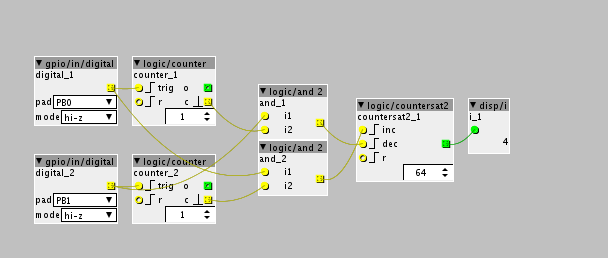 gpio/in/digital
digital_1
pad PB0
mode hi-z
logic/counter
counter_1
trig o
r c
1
gpio/in/digital
digital_2
pad PB1
mode hi-z
logic/counter
counter_2
trig o
r c
1
logic/and 2
and_1
i1
i2
logic/and 2
and_2
i1
i2
logic/countersat2
countersat2_1
inc
dec
r
64
disp/i
i_1
4